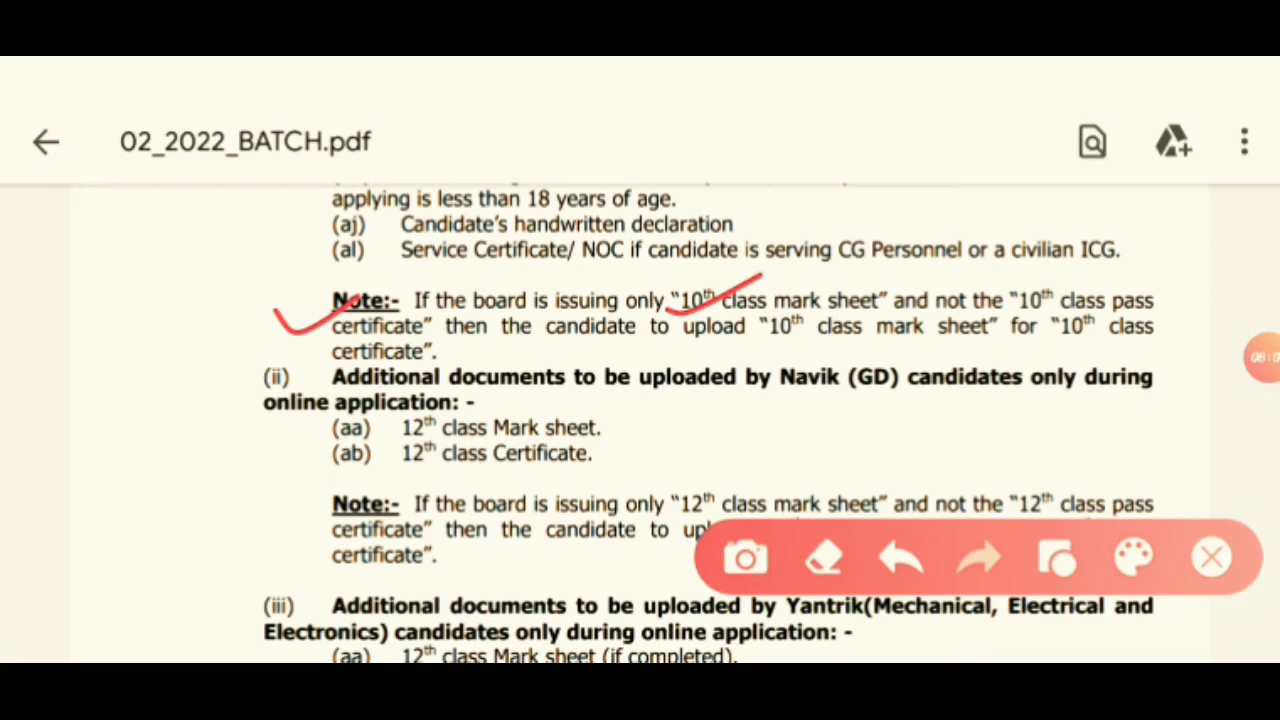 02_2022_BATCH.pdf
applying is less than 18 years of age.
(aj) Candidate's handwritten declaration
(al) Service Certificate/ NOC if candidate is serving CG Personnel or a civilian ICG.
Note:- If the board is issuing only "10th class mark sheet" and not the "10th class pass
certificate" then the candidate to upload "10th class mark sheet" for "10th class
certificate".
(ii) Additional documents to be uploaded by Navik (GD) candidates only during
online application: -
(aa) 12th class Mark sheet.
(ab) 12th class Certificate.
Note:- If the board is issuing only "12th class mark sheet" and not the "12th class pass
certificate" then the candidate to
certificate".
(iii) Additional documents to be uploaded by Yantrik(Mechanical, Electrical and
Electronics) candidates only during online application: -
(aa) 12th class Mark sheet (if completed).